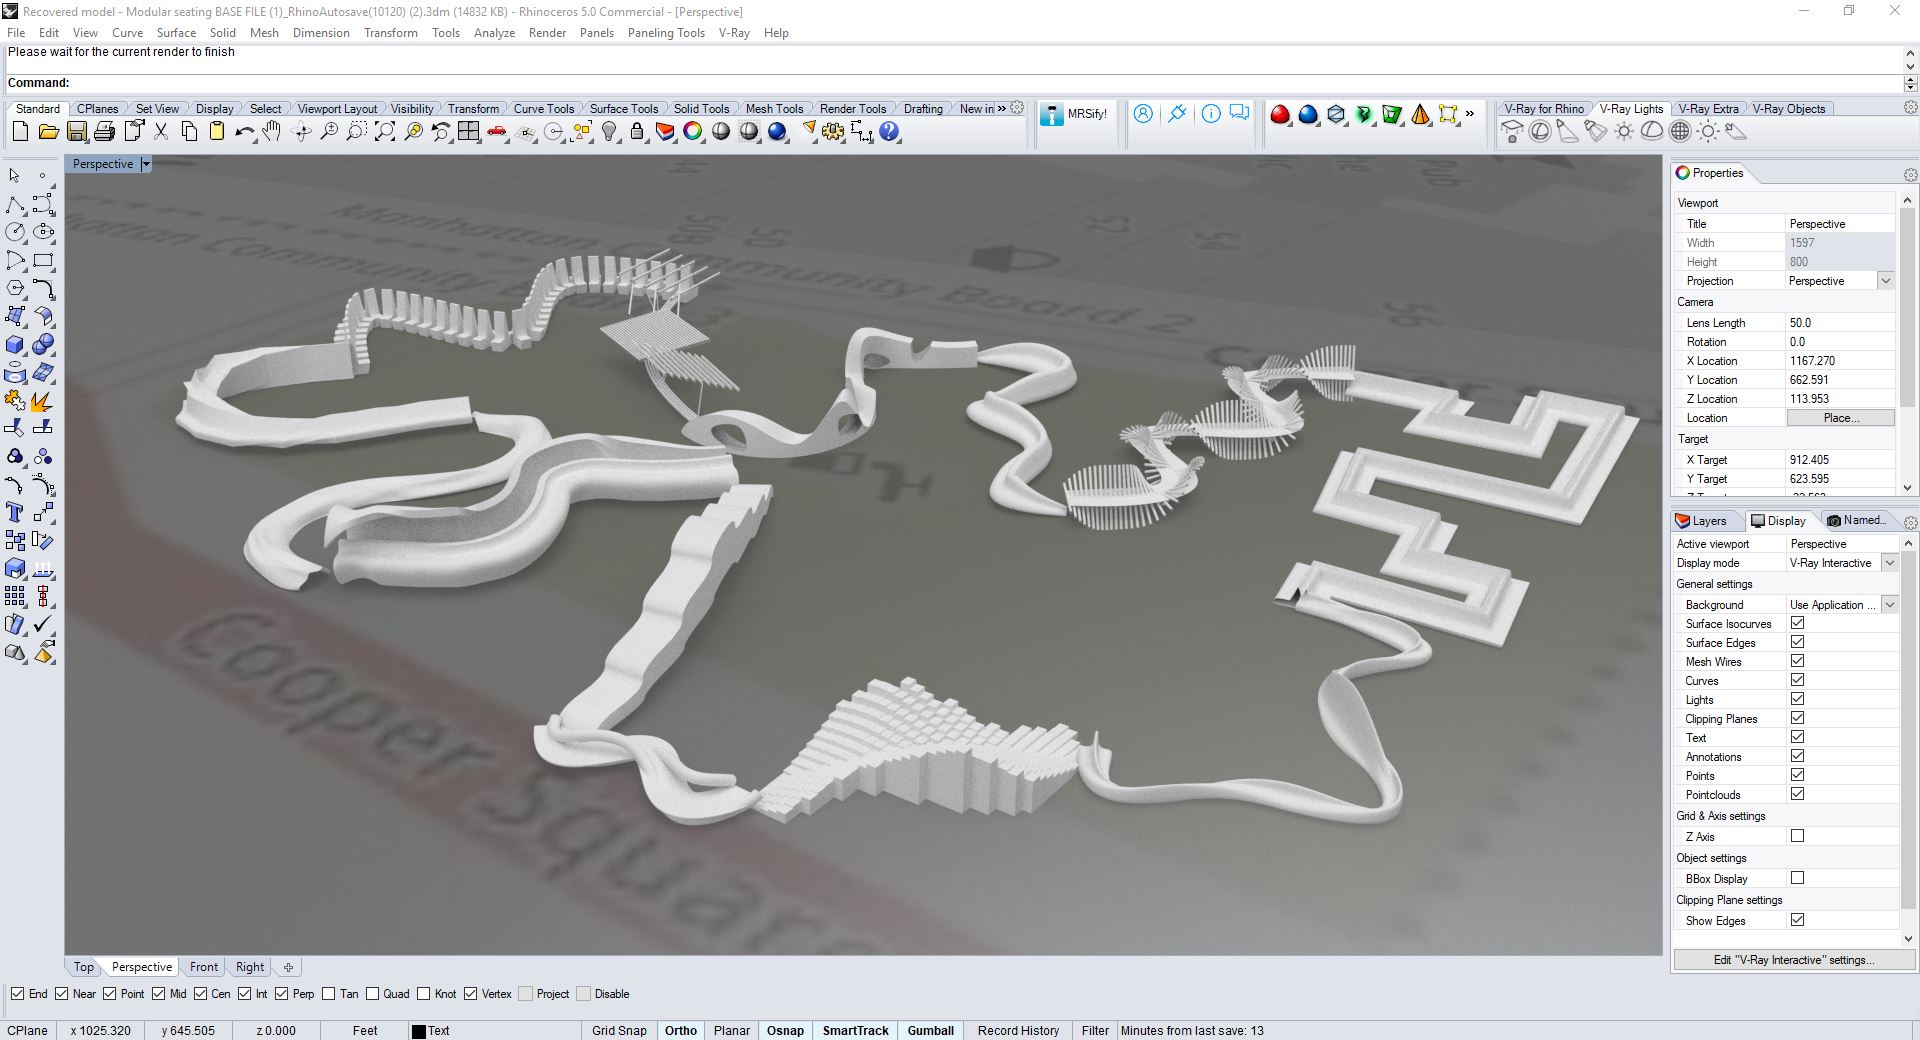 Recovered model - Modular seating BASE FILE (1)_RhinoAutosave(10120) (2).3dm (14832 KB) - Rhinoceros 5.0 Commercial - [Perspective]
File Edit View Curve Surface Solid Mesh Dimension Transform Tools Analyze Render Panels Paneling Tools V-Ray Help
Please wait for the current render to finish
Command:
Standard CPlanes Set View Display Select Viewport Layout Visibility Transform Curve Tools Surface Tools Solid Tools Mesh Tools Render Tools Drafting New in »
MRSify!
»
V-Ray for Rhino V-Ray Lights V-Ray Extra V-Ray Objects
Perspective
Manhattan Community Board 2
hattan Community Board 3
50
52
54
56
Pub
Cooper Square
Properties
Viewport
Title Perspective
Width 1597
Height 800
Projection Perspective
Camera
Lens Length 50.0
Rotation 0.0
X Location 1167.270
Y Location 662.591
Z Location 113.953
Location Place...
Target
X Target 912.405
Y Target 623.595
Layers Display Named...
Active viewport Perspective
Display mode V-Ray Interactive
General settings
Background Use Application ...
Surface Isocurves
Surface Edges
Mesh Wires
Curves
Lights
Clipping Planes
Text
Annotations
Points
Pointclouds
Grid & Axis settings
Z Axis
Object settings
BBox Display
Clipping Plane settings
Show Edges
Edit "V-Ray Interactive" settings...
Top Perspective Front Right
End Near Point Mid Cen Int Perp Tan Quad Knot Vertex Project Disable
CPlane x 1025.320 y 645.505 z 0.000 Feet Text Grid Snap Ortho Planar Osnap SmartTrack Gumball Record History Filter Minutes from last save: 13